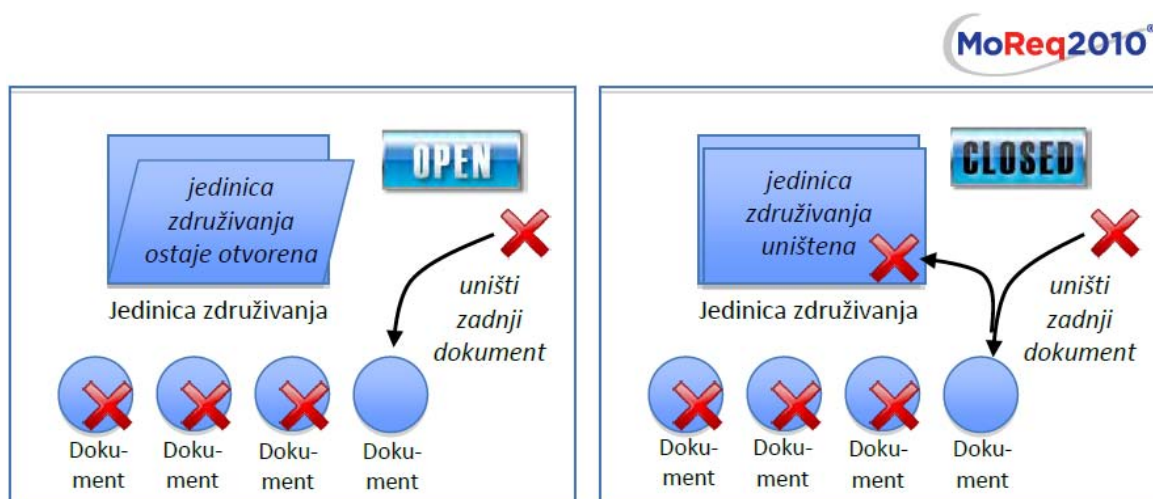 MoReq2010®
OPEN
jedinica
združivanja
ostaje otvorena
uništi
zadnji
dokument
Jedinica združivanja
Doku-
ment
Doku-
ment
Doku-
ment
Doku-
ment
CLOSED
jedinica
združivanja
uništena
uništi
zadnji
dokument
Jedinica združivanja
Doku-
ment
Doku-
ment
Doku-
ment
Doku-
ment